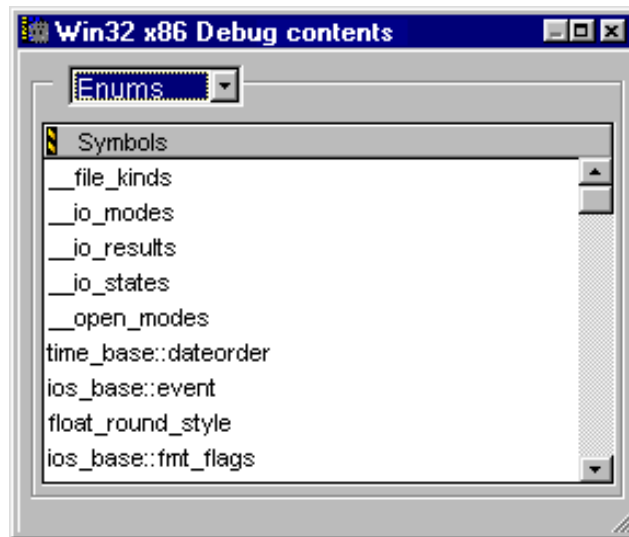 Win32 x86 Debug contents
Enums
Symbols
__file_kinds
__io_modes
__io_results
__io_states
__open_modes
time_base::dateorder
ios_base::event
float_round_style
ios_base::fmt_flags